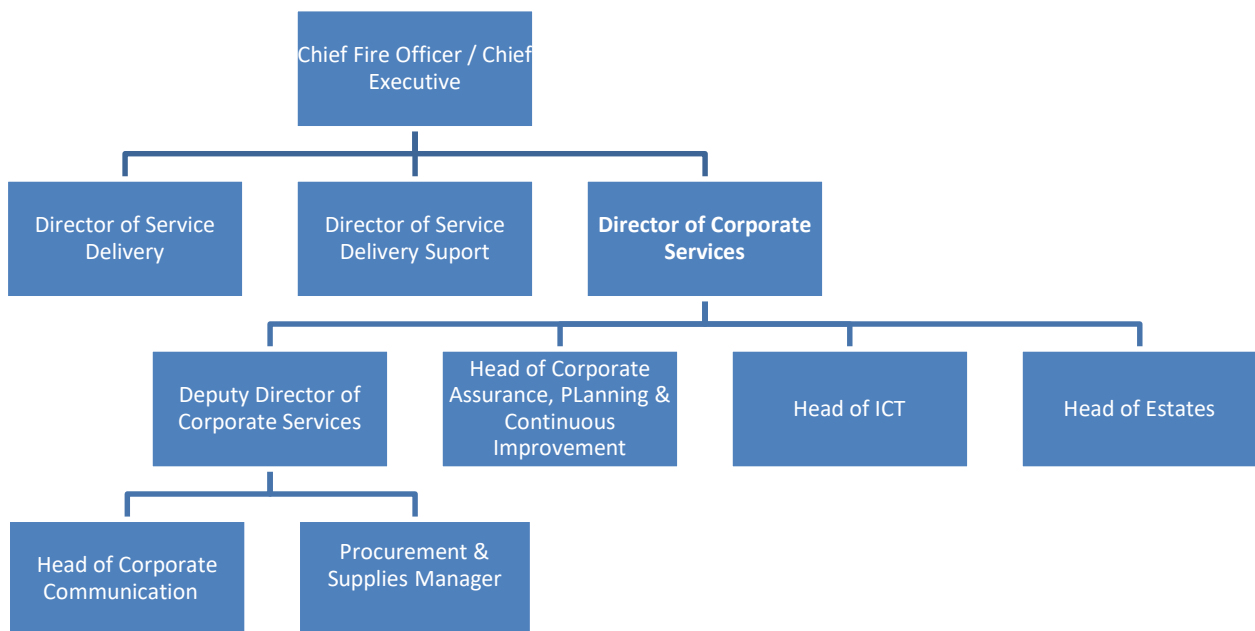 Chief Fire Officer / Chief
Executive
Director of Service
Delivery
Director of Service
Delivery Suport
Director of Corporate
Services
Deputy Director of
Corporate Services
Head of Corporate
Assurance, PLanning &
Continuous
Improvement
Head of ICT
Head of Estates
Head of Corporate
Communication
Procurement &
Supplies Manager